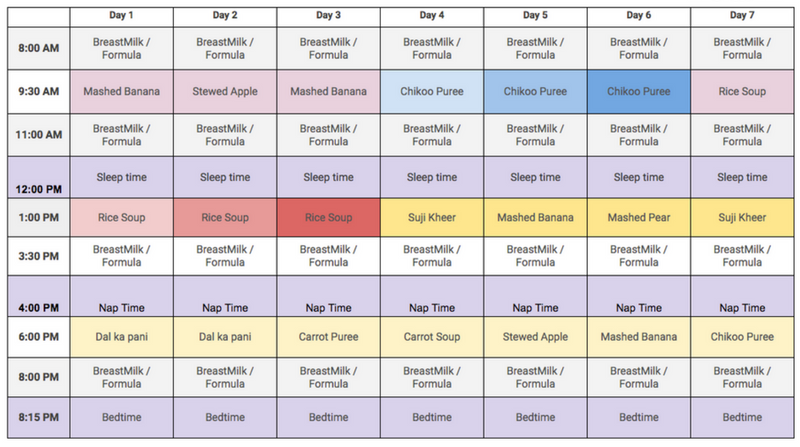 Day 1 Day 2 Day 3 Day 4 Day 5 Day 6 Day 7
8:00 AM BreastMilk / Formula BreastMilk / Formula BreastMilk / Formula BreastMilk / Formula BreastMilk / Formula BreastMilk / Formula BreastMilk / Formula
9:30 AM Mashed Banana Stewed Apple Mashed Banana Chikoo Puree Chikoo Puree Chikoo Puree Rice Soup
11:00 AM BreastMilk / Formula BreastMilk / Formula BreastMilk / Formula BreastMilk / Formula BreastMilk / Formula BreastMilk / Formula BreastMilk / Formula
12:00 PM Sleep time Sleep time Sleep time Sleep time Sleep time Sleep time Sleep time
1:00 PM Rice Soup Rice Soup Rice Soup Suji Kheer Mashed Banana Mashed Pear Suji Kheer
3:30 PM BreastMilk / Formula BreastMilk / Formula BreastMilk / Formula BreastMilk / Formula BreastMilk / Formula BreastMilk / Formula BreastMilk / Formula
4:00 PM Nap Time Nap Time Nap Time Nap Time Nap Time Nap Time Nap Time
6:00 PM Dal ka pani Dal ka pani Carrot Puree Carrot Soup Stewed Apple Mashed Banana Chikoo Puree
8:00 PM BreastMilk / Formula BreastMilk / Formula BreastMilk / Formula BreastMilk / Formula BreastMilk / Formula BreastMilk / Formula BreastMilk / Formula
8:15 PM Bedtime Bedtime Bedtime Bedtime Bedtime Bedtime Bedtime